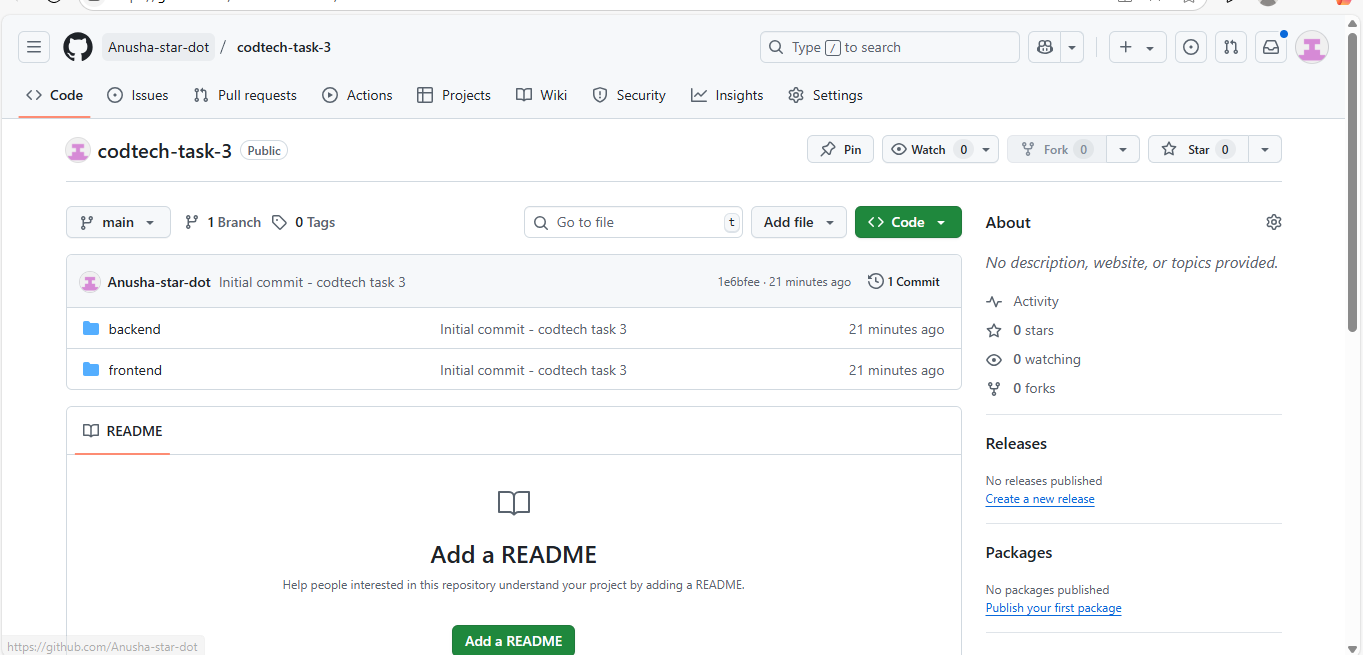 Anusha-star-dot / codtech-task-3 Type / to search
Code Issues Pull requests Actions Projects Wiki Security Insights Settings
codtech-task-3 Public Pin Watch 0 Fork 0 Star 0
main 1 Branch 0 Tags Go to file t Add file Code
Anusha-star-dot Initial commit - codtech task 3 1e6bfee · 21 minutes ago 1 Commit
backend Initial commit - codtech task 3 21 minutes ago
frontend Initial commit - codtech task 3 21 minutes ago
README
Add a README
Help people interested in this repository understand your project by adding a README.
Add a README
About
No description, website, or topics provided.
Activity
0 stars
0 watching
0 forks
Releases
No releases published
Create a new release
Packages
No packages published
Publish your first package
https://github.com/Anusha-star-dot